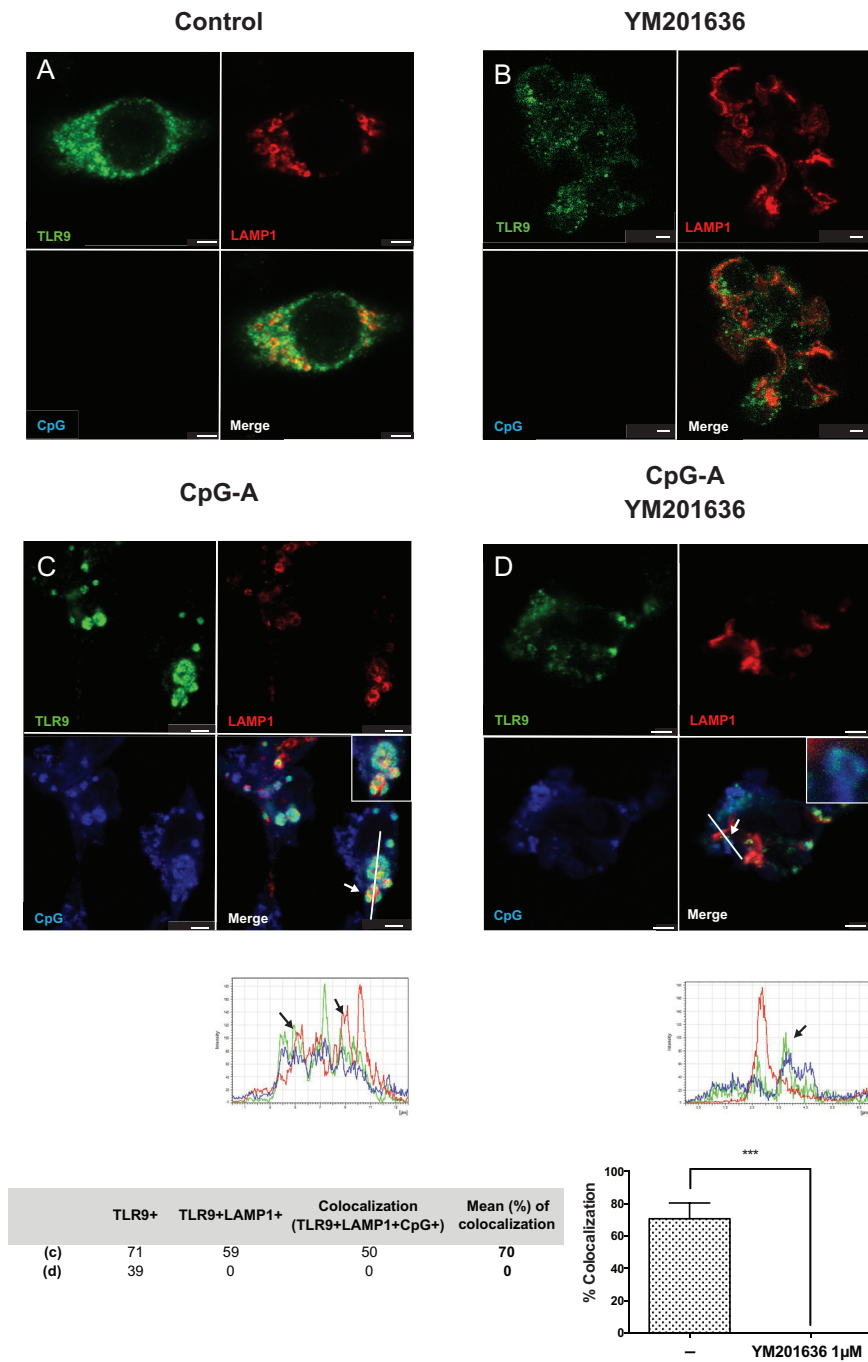 Control
YM201636
A
TLR9
LAMP1
CpG
Merge
B
TLR9
LAMP1
CpG
Merge
CpG-A
CpG-A
YM201636
C
TLR9
LAMP1
CpG
Merge
D
TLR9
LAMP1
CpG
Merge
TLR9+ TLR9+LAMP1+ Colocalization (TLR9+LAMP1+CpG+) Mean (%) of colocalization
(c) 71 59 50 70
(d) 39 0 0 0
***
% Colocalization
100
80
60
40
20
0
– YM201636 1µM